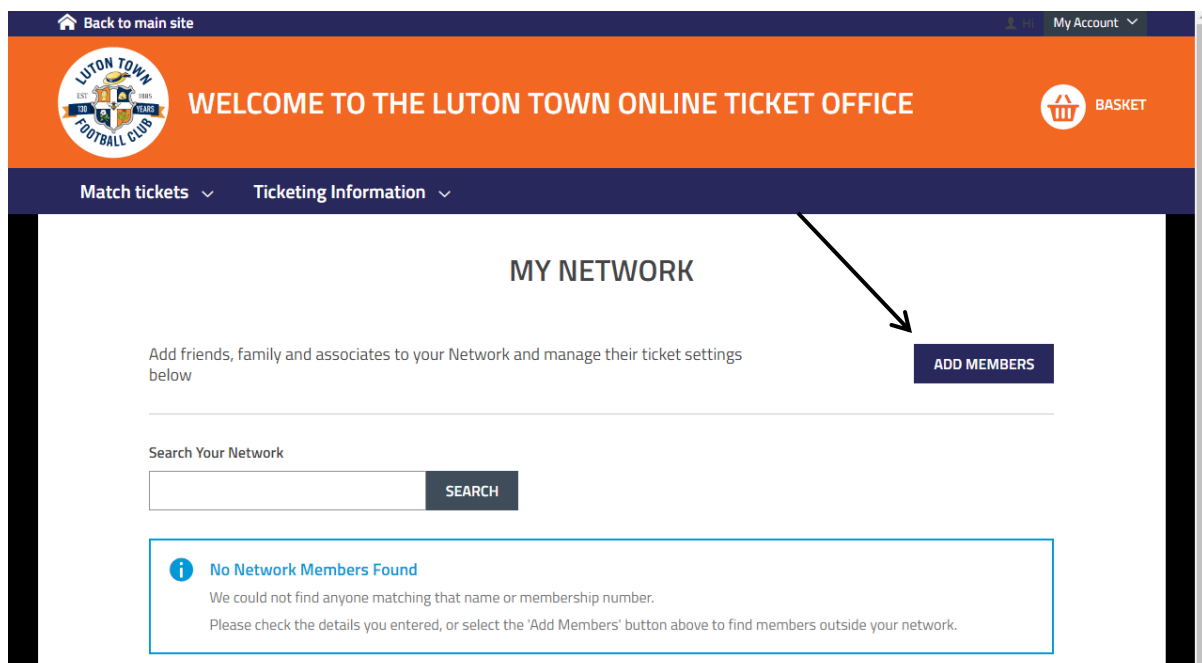 Back to main site
HI
My Account
LUTON TOWN
EST 1885
130 YEARS
FOOTBALL CLUB
WELCOME TO THE LUTON TOWN ONLINE TICKET OFFICE
BASKET
Match tickets
Ticketing Information
MY NETWORK
Add friends, family and associates to your Network and manage their ticket settings
below
ADD MEMBERS
Search Your Network
SEARCH
No Network Members Found
We could not find anyone matching that name or membership number.
Please check the details you entered, or select the 'Add Members' button above to find members outside your network.